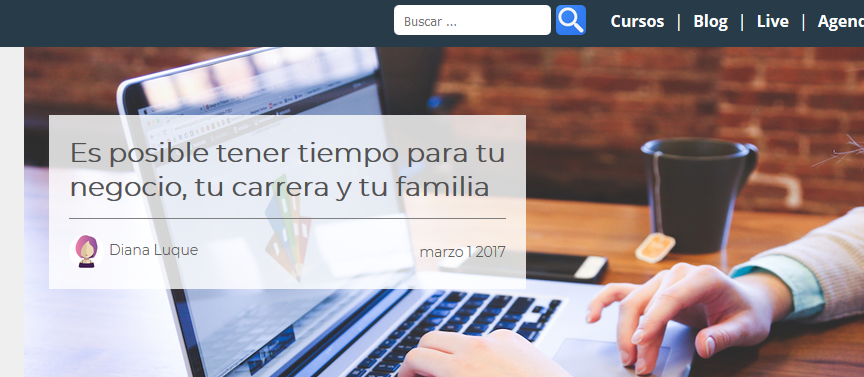 Buscar ...
Cursos | Blog | Live |
Es posible tener tiempo para tu
negocio, tu carrera y tu familia
Diana Luque
marzo 1 2017